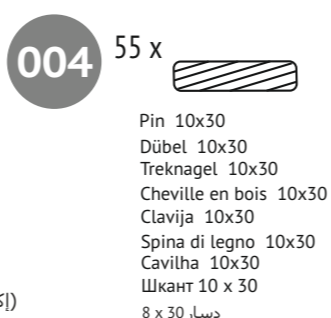 004 55 x
Pin 10x30
Dübel 10x30
Treknagel 10x30
Cheville en bois 10x30
Clavija 10x30
Spina di legno 10x30
Cavilha 10x30
Шкант 10 x 30
دسار 30 x 8